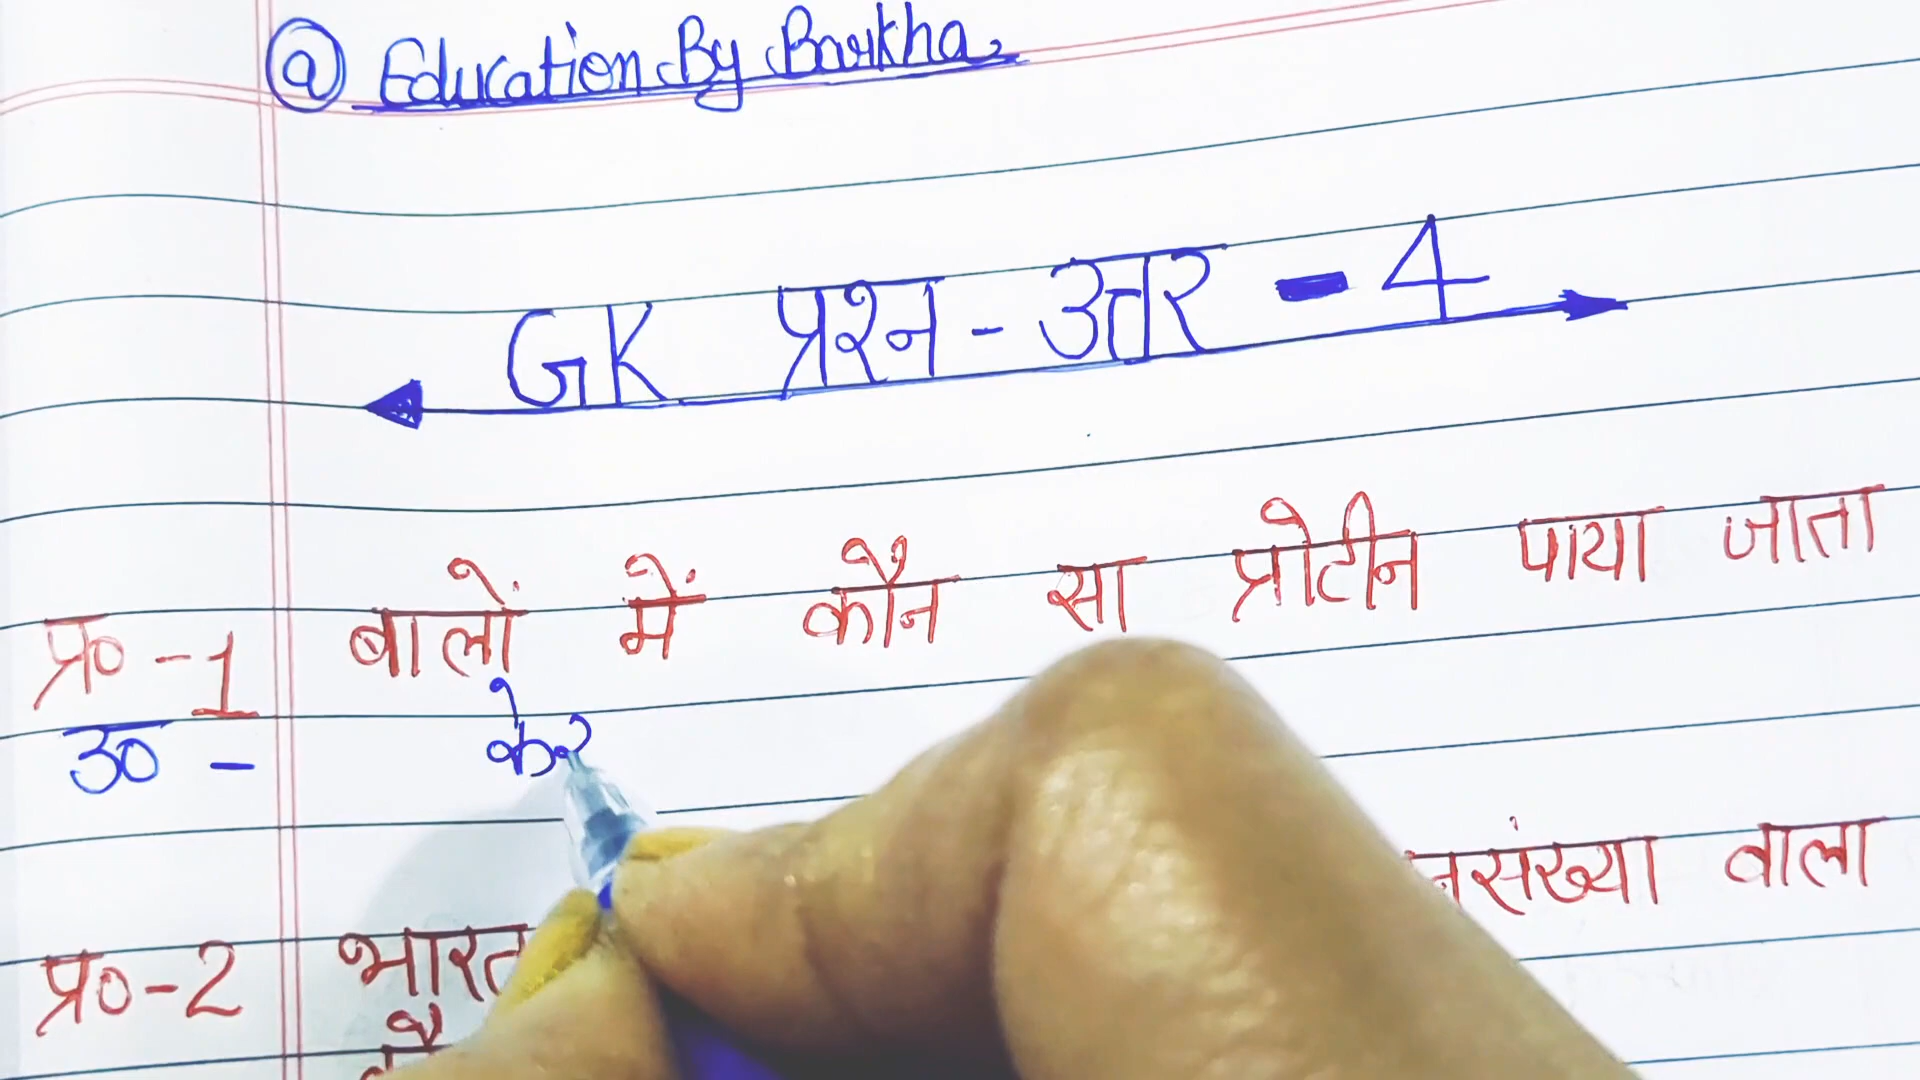 @ Education By Barkha
GK प्रश्न - उत्तर - 4
प्र० - 1 बालों में कौन सा प्रोटीन पाया जाता
उ० - के
प्र० - 2 भारत जनसंख्या वाला